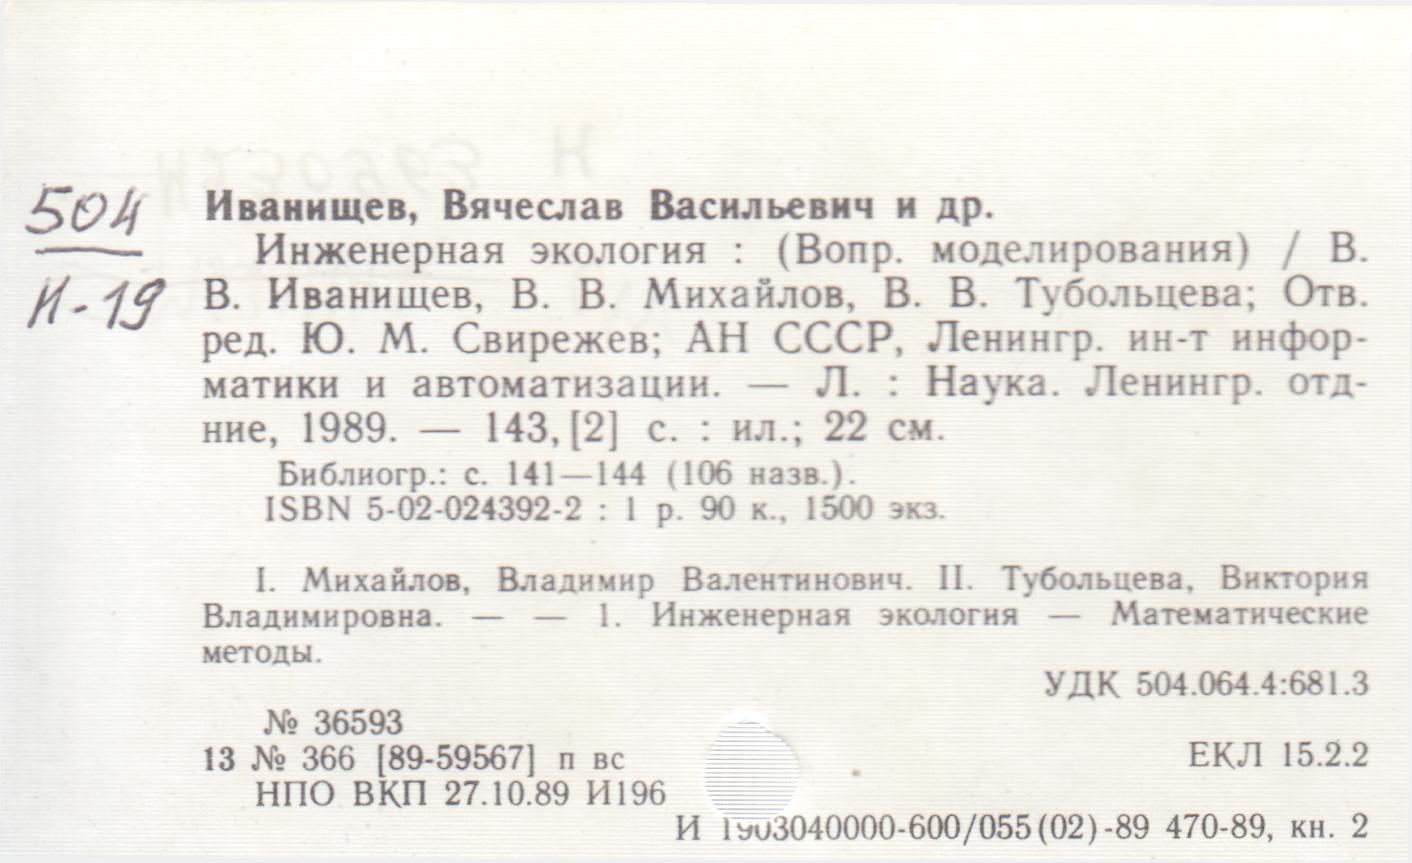 504
И-19
Иванищев, Вячеслав Васильевич и др.
Инженерная экология : (Вопр. моделирования) / В.
В. Иванищев, В. В. Михайлов, В. В. Тубольцева; Отв.
ред. Ю. М. Свирежев; АН СССР, Ленингр. ин-т инфор-
матики и автоматизации. — Л. : Наука. Ленингр. отд-
ние, 1989. — 143, [2] с. : ил.; 22 см.
Библиогр.: с. 141—144 (106 назв.).
ISBN 5-02-024392-2 : 1 р. 90 к., 1500 экз.
I. Михайлов, Владимир Валентинович. II. Тубольцева, Виктория
Владимировна. — — 1. Инженерная экология — Математические
методы.
УДК 504.064.4:681.3
№ 36593
13 № 366 [89-59567] п вс
ЕКЛ 15.2.2
НПО ВКП 27.10.89 И196
И 1903040000-600/055(02)-89 470-89, кн. 2